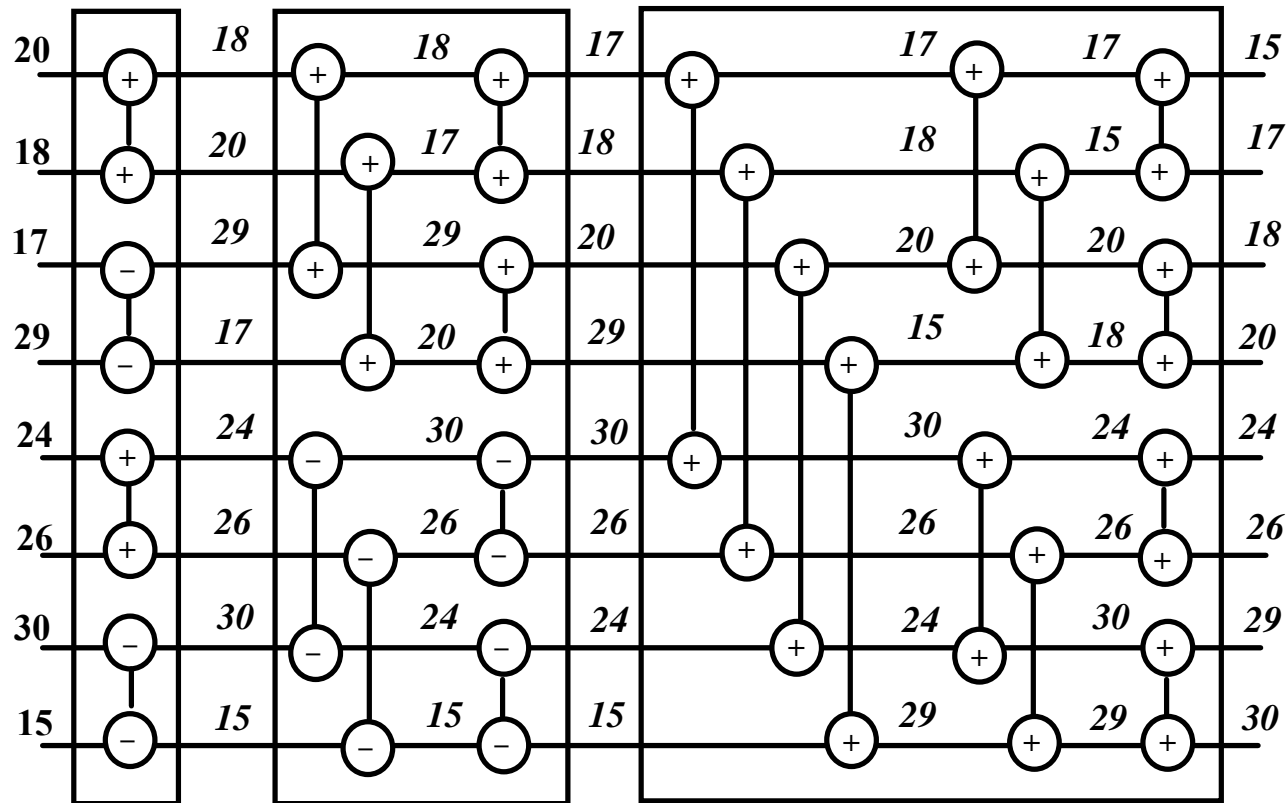 20 18 18 17 17 17 15
+ + + + + +
18 20 17 18 18 15 17
+ + + + + +
17 29 29 20 20 20 18
− + + + + +
29 17 20 29 15 18 20
− + + + + +
24 24 30 30 30 24 24
+ − − + + +
26 26 26 26 26 26 26
+ − − + + +
30 30 24 24 24 30 29
− − − + + +
15 15 15 15 29 29 30
− − − + + +